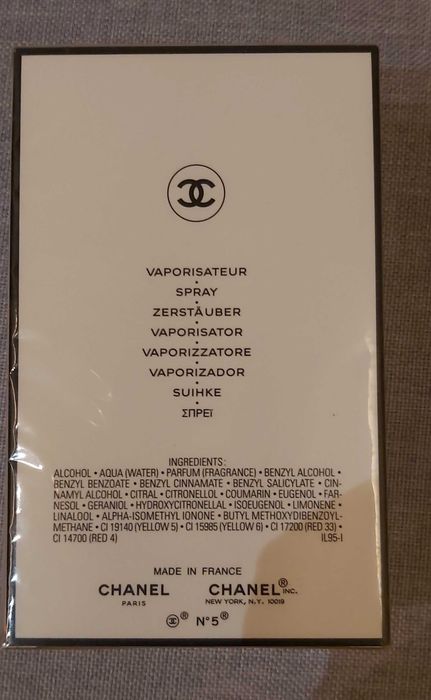 VAPORISATEUR
•
SPRAY
•
ZERSTÄUBER
•
VAPORISATOR
•
VAPORIZZATORE
•
VAPORIZADOR
•
SUIHKE
•
ΣΠΡΕΪ
INGREDIENTS:
ALCOHOL • AQUA (WATER) • PARFUM (FRAGRANCE) • BENZYL ALCOHOL •
BENZYL BENZOATE • BENZYL CINNAMATE • BENZYL SALICYLATE • CIN-
NAMYL ALCOHOL • CITRAL • CITRONELLOL • COUMARIN • EUGENOL • FAR-
NESOL • GERANIOL • HYDROXYCITRONELLAL • ISOEUGENOL • LIMONENE •
LINALOOL • ALPHA-ISOMETHYL IONONE • BUTYL METHOXYDIBENZOYL-
METHANE • CI 19140 (YELLOW 5) • CI 15985 (YELLOW 6) • CI 17200 (RED 33) •
CI 14700 (RED 4) IL95-I
MADE IN FRANCE
CHANEL CHANEL® INC.
PARIS NEW YORK, N.Y. 10019
® N°5®